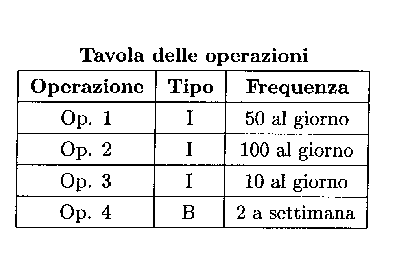 Tavola delle operazioni
Operazione Tipo Frequenza
Op. 1 I 50 al giorno
Op. 2 I 100 al giorno
Op. 3 I 10 al giorno
Op. 4 B 2 a settimana